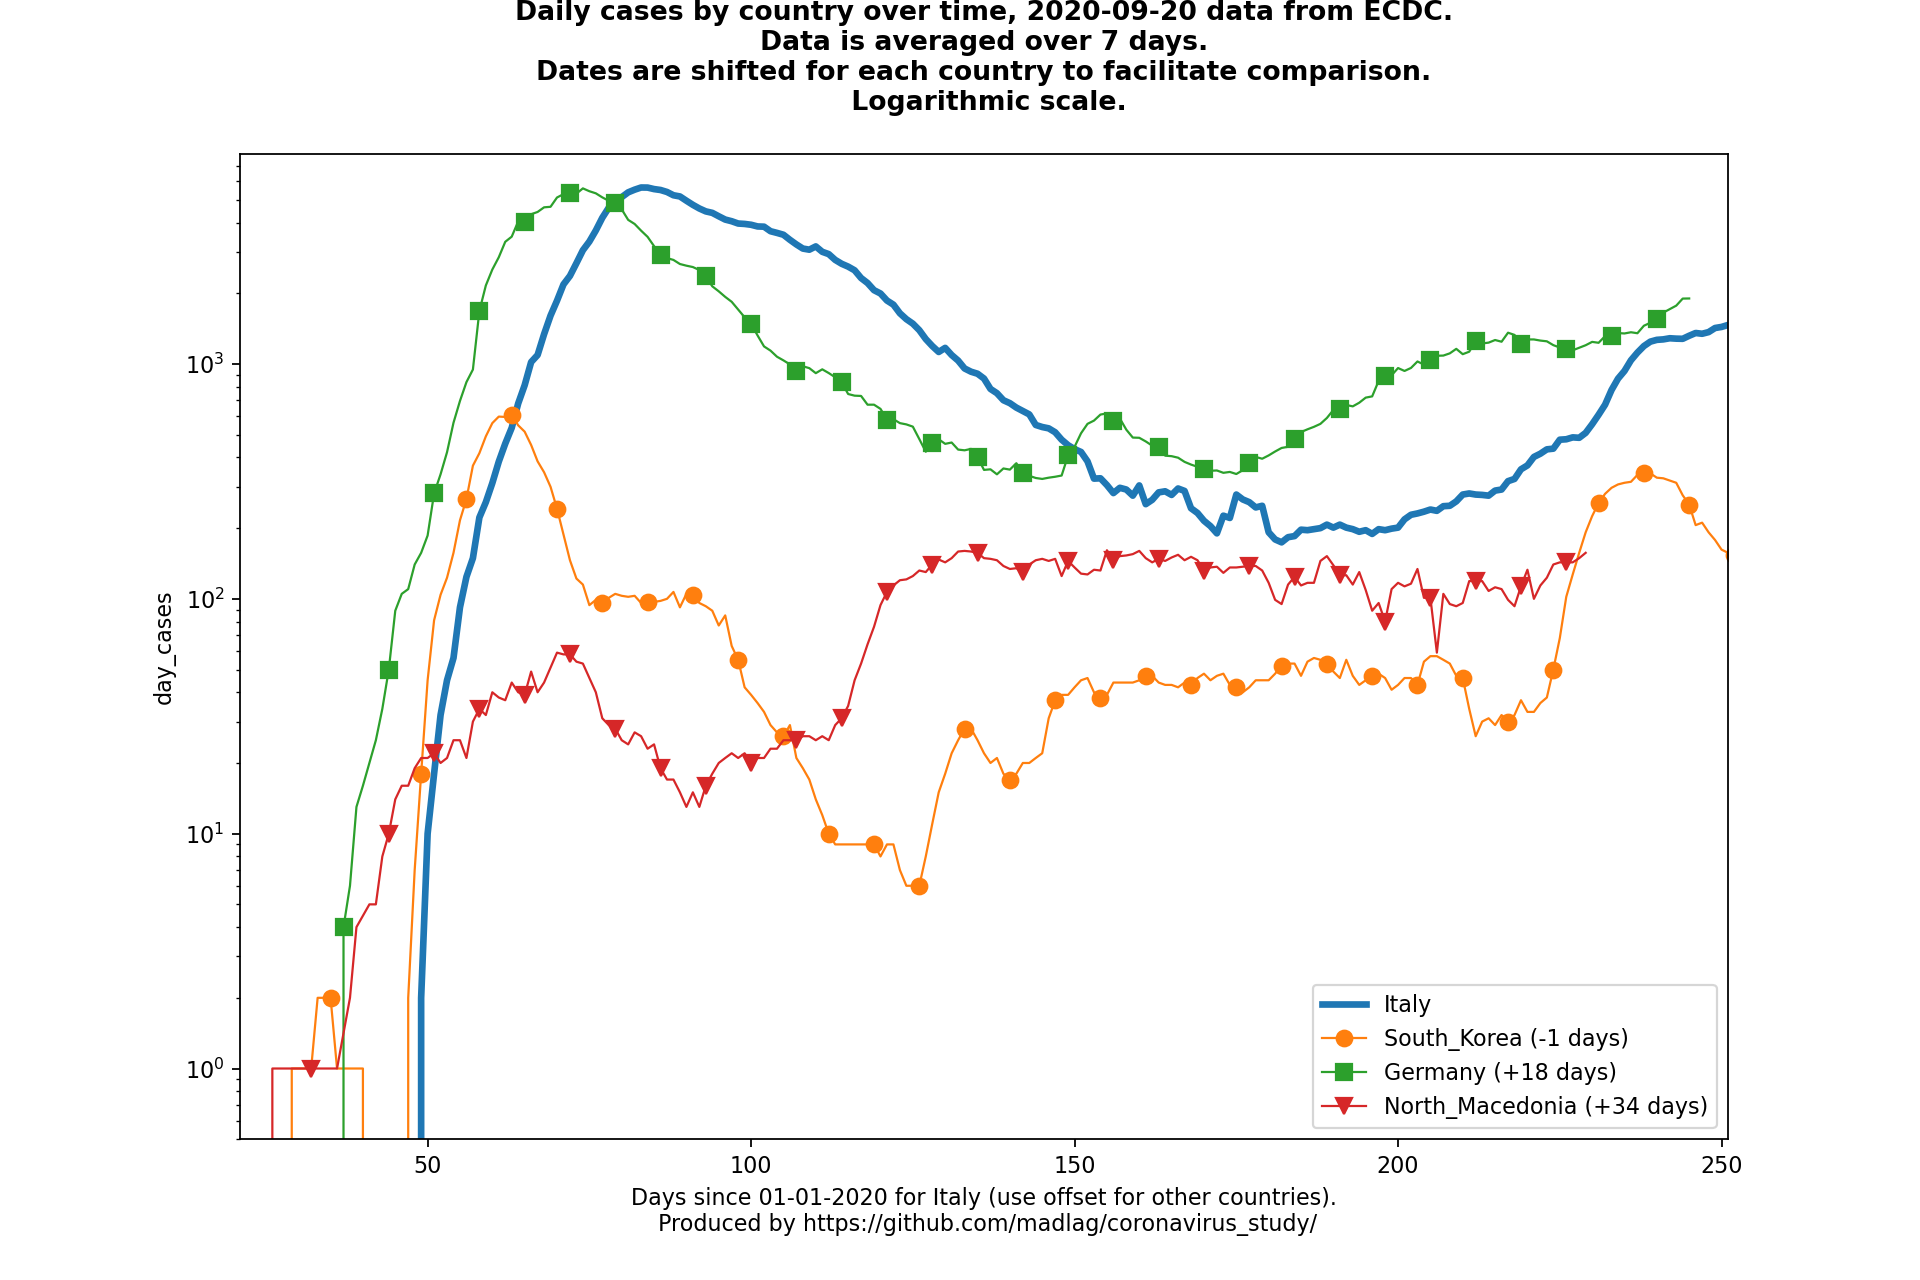 Daily cases by country over time, 2020-09-20 data from ECDC.
Data is averaged over 7 days.
Dates are shifted for each country to facilitate comparison.
Logarithmic scale.
10³
10²
10¹
10⁰
day_cases
50 100 150 200 250
Italy
South_Korea (-1 days)
Germany (+18 days)
North_Macedonia (+34 days)
Days since 01-01-2020 for Italy (use offset for other countries).
Produced by https://github.com/madlag/coronavirus_study/